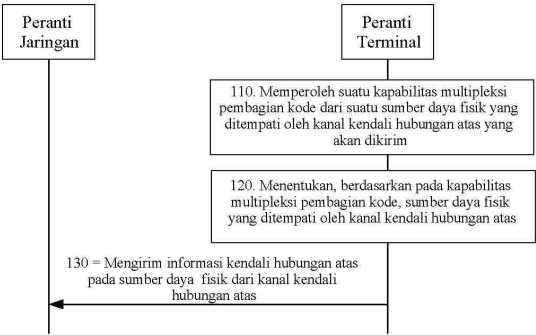 Peranti
Jaringan
Peranti
Terminal
110. Memperoleh suatu kapabilitas multipleksi
pembagian kode dari suatu sumber daya fisik yang
ditempati oleh kanal kendali hubungan atas yang
akan dikirim
120. Menentukan, berdasarkan pada kapabilitas
multipleksi pembagian kode, sumber daya fisik
yang ditempati oleh kanal kendali hubungan atas
130 = Mengirim informasi kendali hubungan atas
pada sumber daya fisik dari kanal kendali
hubungan atas